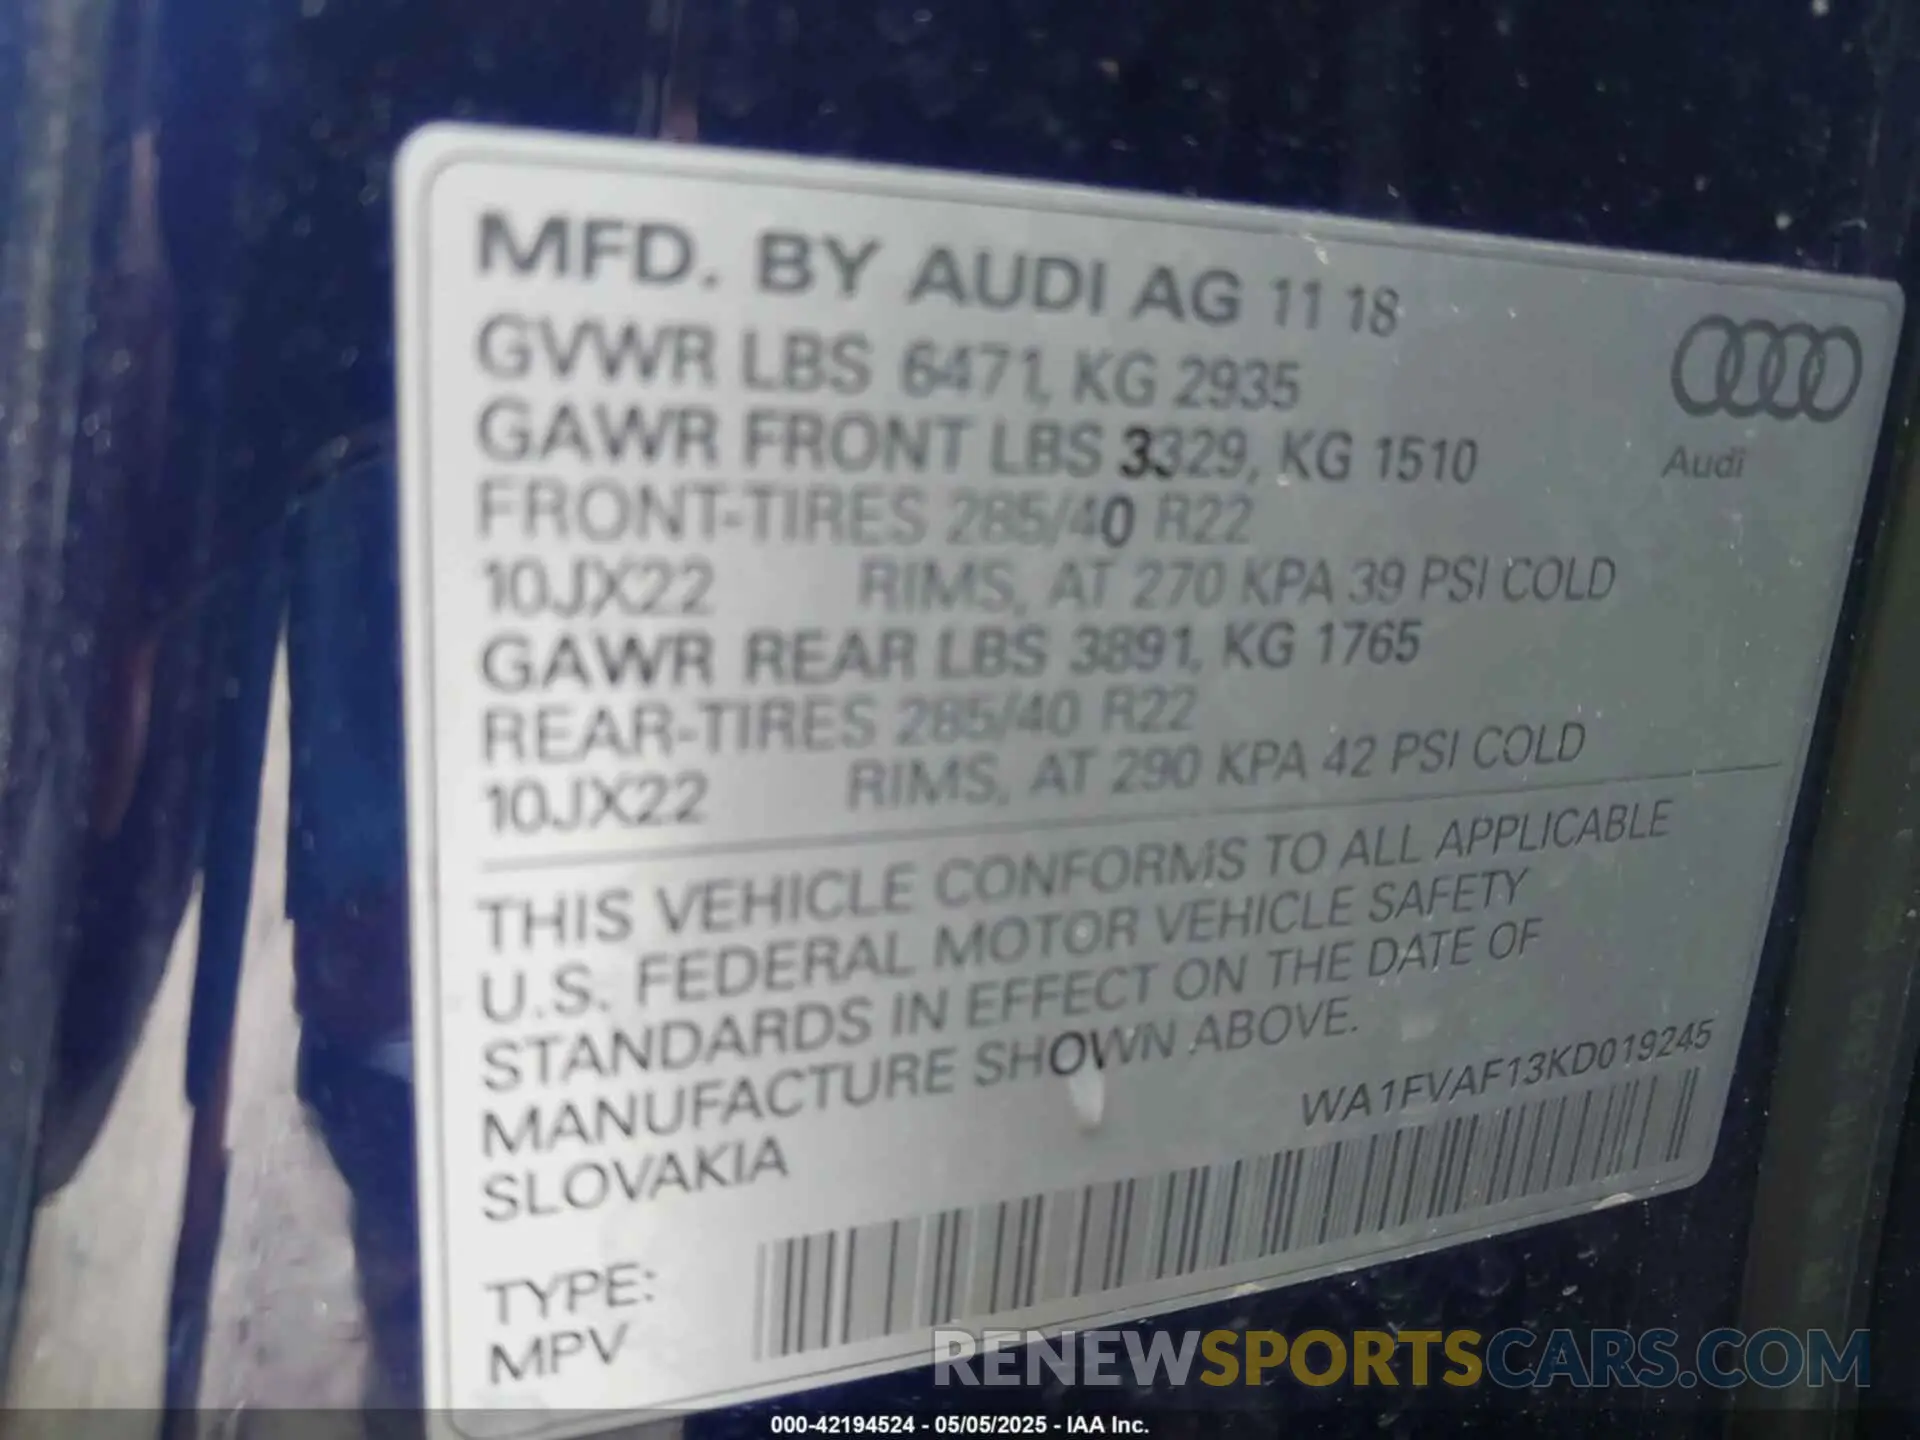 MFD. BY AUDI AG 11 18
GVWR LBS 6471, KG 2935
GAWR FRONT LBS 3329, KG 1510
FRONT-TIRES 285/40 R22
10JX22 RIMS, AT 270 KPA 39 PSI COLD
GAWR REAR LBS 3891, KG 1765
REAR-TIRES 285/40 R22
10JX22 RIMS, AT 290 KPA 42 PSI COLD
Audi
THIS VEHICLE CONFORMS TO ALL APPLICABLE
U.S. FEDERAL MOTOR VEHICLE SAFETY
STANDARDS IN EFFECT ON THE DATE OF
MANUFACTURE SHOWN ABOVE.
SLOVAKIA
WA1FVAF13KD019245
TYPE:
MPV
RENEWSPORTSCARS.COM
000-42194524 - 05/05/2025 - IAA Inc.